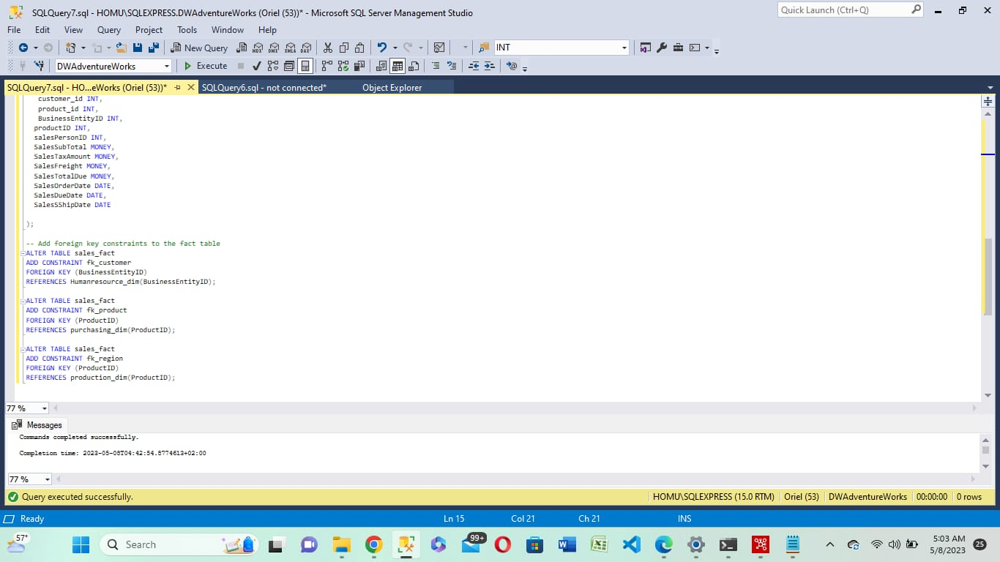 SQLQuery7.sql - HOMU\SQLEXPRESS.DWAdventureWorks (Oriel (53))* - Microsoft SQL Server Management Studio
Quick Launch (Ctrl+Q)
File Edit View Query Project Tools Window Help
New Query
MDX DMX XMLA DAX
INT
DWAdventureWorks
Execute
SQLQuery7.sql - HO...eWorks (Oriel (53))*
SQLQuery6.sql - not connected*
Object Explorer
customer_id INT,
product_id INT,
BusinessEntityID INT,
productID INT,
salesPersonID INT,
SalesSubTotal MONEY,
SalesTaxAmount MONEY,
SalesFreight MONEY,
SalesTotalDue MONEY,
SalesOrderDate DATE,
SalesDueDate DATE,
SalesSShipDate DATE
);
-- Add foreign key constraints to the fact table
ALTER TABLE sales_fact
ADD CONSTRAINT fk_customer
FOREIGN KEY (BusinessEntityID)
REFERENCES Humanresource_dim(BusinessEntityID);
ALTER TABLE sales_fact
ADD CONSTRAINT fk_product
FOREIGN KEY (ProductID)
REFERENCES purchasing_dim(ProductID);
ALTER TABLE sales_fact
ADD CONSTRAINT fk_region
FOREIGN KEY (ProductID)
REFERENCES production_dim(ProductID);
77 %
Messages
Commands completed successfully.
Completion time: 2023-05-08T04:42:54.8774613+02:00
77 %
Query executed successfully.
HOMU\SQLEXPRESS (15.0 RTM) Oriel (53) DWAdventureWorks 00:00:00 0 rows
Ready
Ln 15 Col 21 Ch 21 INS
57°
Search
99+
5:03 AM
5/8/2023
25